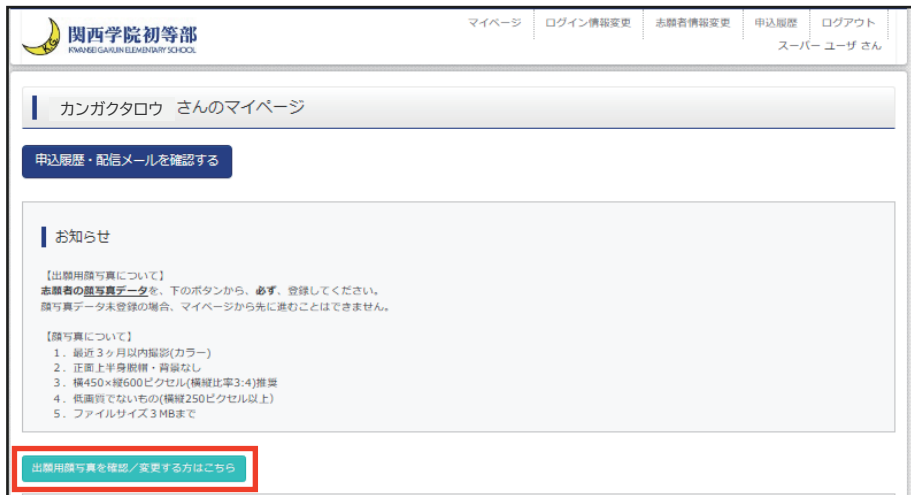 関西学院初等部
KWANSEI GAKUIN ELEMENTARY SCHOOL
マイページ ログイン情報変更 志願者情報変更 申込履歴 ログアウト
スーパー ユーザ さん
カンガクタロウ さんのマイページ
申込履歴・配信メールを確認する
お知らせ
【出願用顔写真について】
志願者の顔写真データを、下のボタンから、必ず、登録してください。
顔写真データ未登録の場合、マイページから先に進むことはできません。
【顔写真について】
1．最近３ヶ月以内撮影(カラー)
2．正面上半身脱帽・背景なし
3．横450×縦600ピクセル(横縦比率3:4)推奨
4．低画質でないもの(横縦250ピクセル以上)
5．ファイルサイズ３MBまで
出願用顔写真を確認／変更する方はこちら